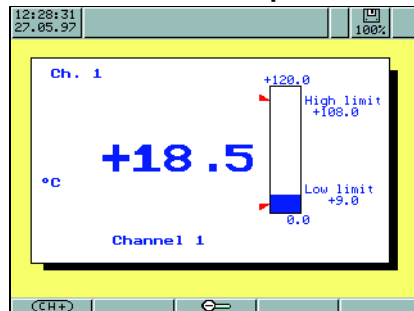 12:28:31
27.05.97
100%
Ch. 1
+120.0
High limit
+108.0
+18.5
°C
Low limit
+9.0
0.0
Channel 1
(CH+)